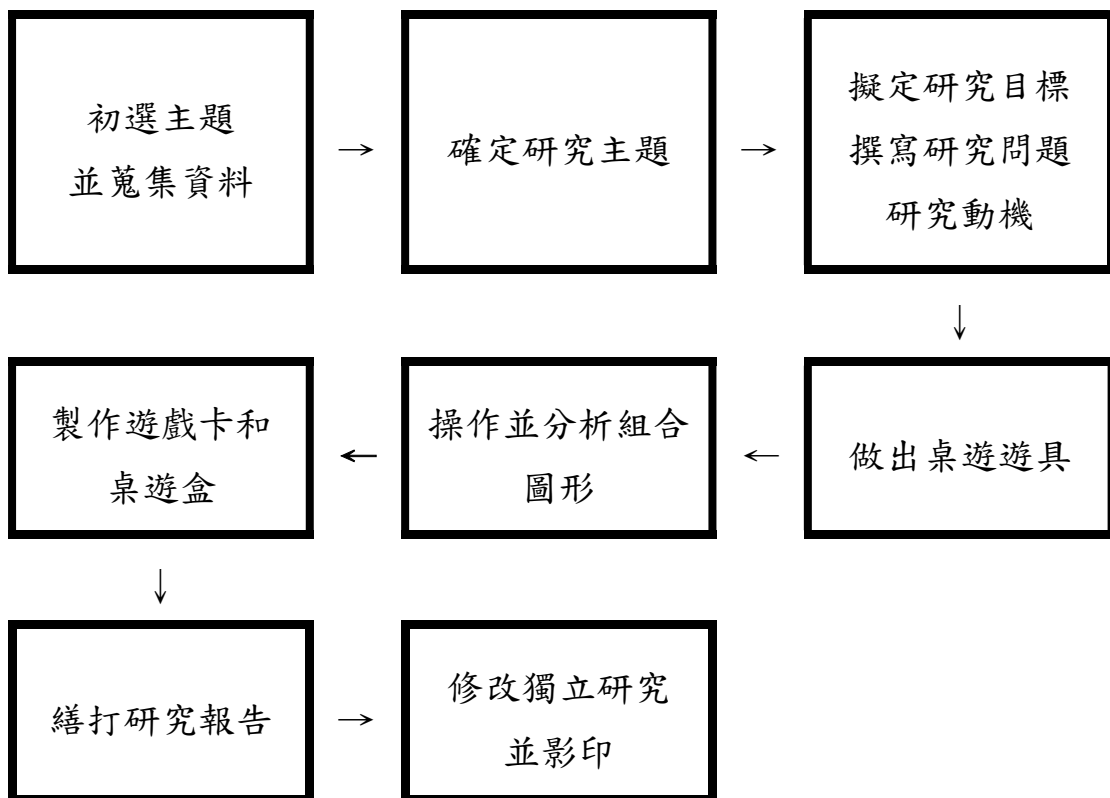 初選主題
並蒐集資料
→
確定研究主題
→
擬定研究目標
撰寫研究問題
研究動機
↓
做出桌遊遊具
←
操作並分析組合
圖形
←
製作遊戲卡和
桌遊盒
↓
繕打研究報告
→
修改獨立研究
並影印